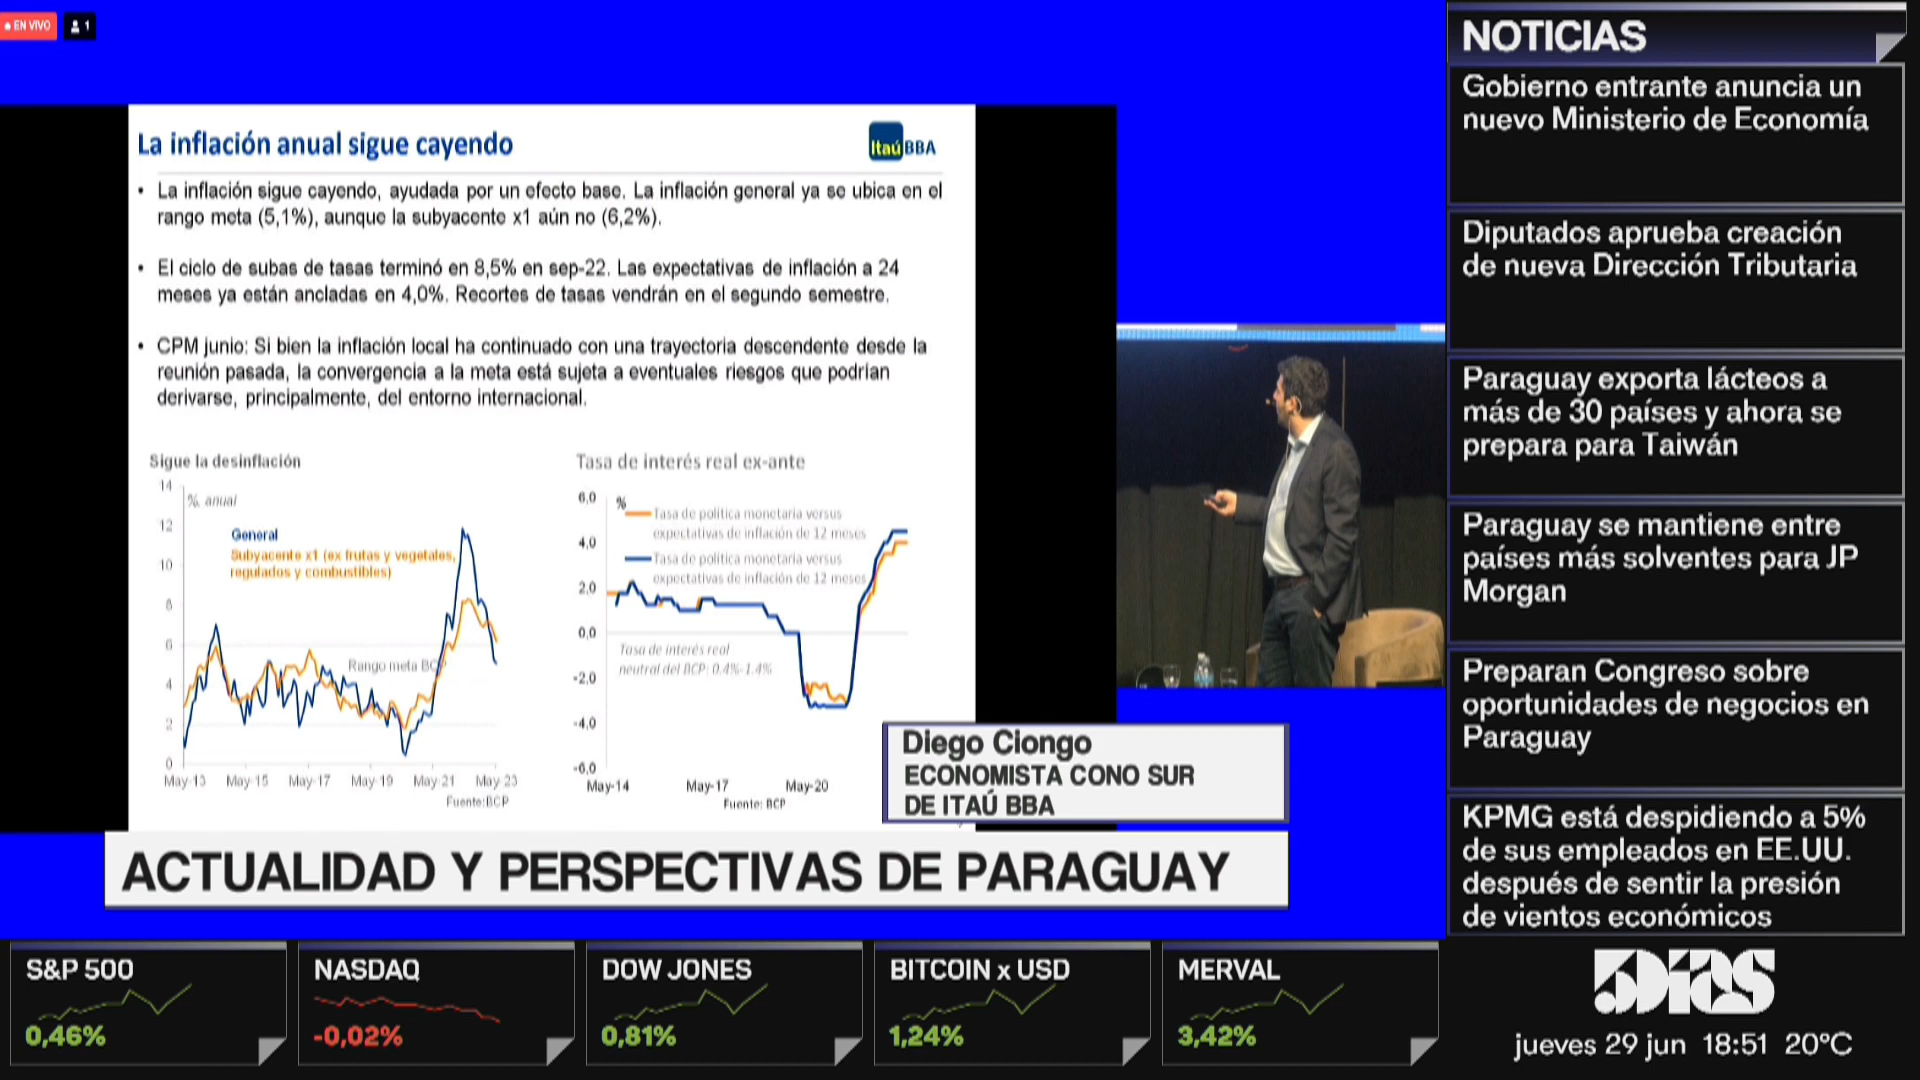 EN VIVO
1
La inflación anual sigue cayendo
Itaú BBA
• La inflación sigue cayendo, ayudada por un efecto base. La inflación general ya se ubica en el
rango meta (5,1%), aunque la subyacente x1 aún no (6,2%).
• El ciclo de subas de tasas terminó en 8,5% en sep-22. Las expectativas de inflación a 24
meses ya están ancladas en 4,0%. Recortes de tasas vendrán en el segundo semestre.
• CPM junio: Si bien la inflación local ha continuado con una trayectoria descendente desde la
reunión pasada, la convergencia a la meta está sujeta a eventuales riesgos que podrían
derivarse, principalmente, del entorno internacional.
Sigue la desinflación
14
%, anual
12
General
Subyacente x1 (ex frutas y vegetales,
regulados y combustibles)
10
8
6
Rango meta BCP
4
2
0
May-13 May-15 May-17 May-19 May-21 May-23
Fuente:BCP
Tasa de interés real ex-ante
6,0
%
Tasa de política monetaria versus
expectativas de inflación de 12 meses
4,0
Tasa de política monetaria versus
expectativas de inflación de 12 meses
2,0
0,0
Tasa de interés real
neutral del BCP: 0.4%-1.4%
-2,0
-4,0
-6,0
May-14 May-17 May-20
Fuente: BCP
Diego Ciongo
ECONOMISTA CONO SUR
DE ITAÚ BBA
ACTUALIDAD Y PERSPECTIVAS DE PARAGUAY
NOTICIAS
Gobierno entrante anuncia un
nuevo Ministerio de Economía
Diputados aprueba creación
de nueva Dirección Tributaria
Paraguay exporta lácteos a
más de 30 países y ahora se
prepara para Taiwán
Paraguay se mantiene entre
países más solventes para JP
Morgan
Preparan Congreso sobre
oportunidades de negocios en
Paraguay
KPMG está despidiendo a 5%
de sus empleados en EE.UU.
después de sentir la presión
de vientos económicos
S&P 500
0,46%
NASDAQ
-0,02%
DOW JONES
0,81%
BITCOIN x USD
1,24%
MERVAL
3,42%
5DIAS
jueves 29 jun 18:51 20°C